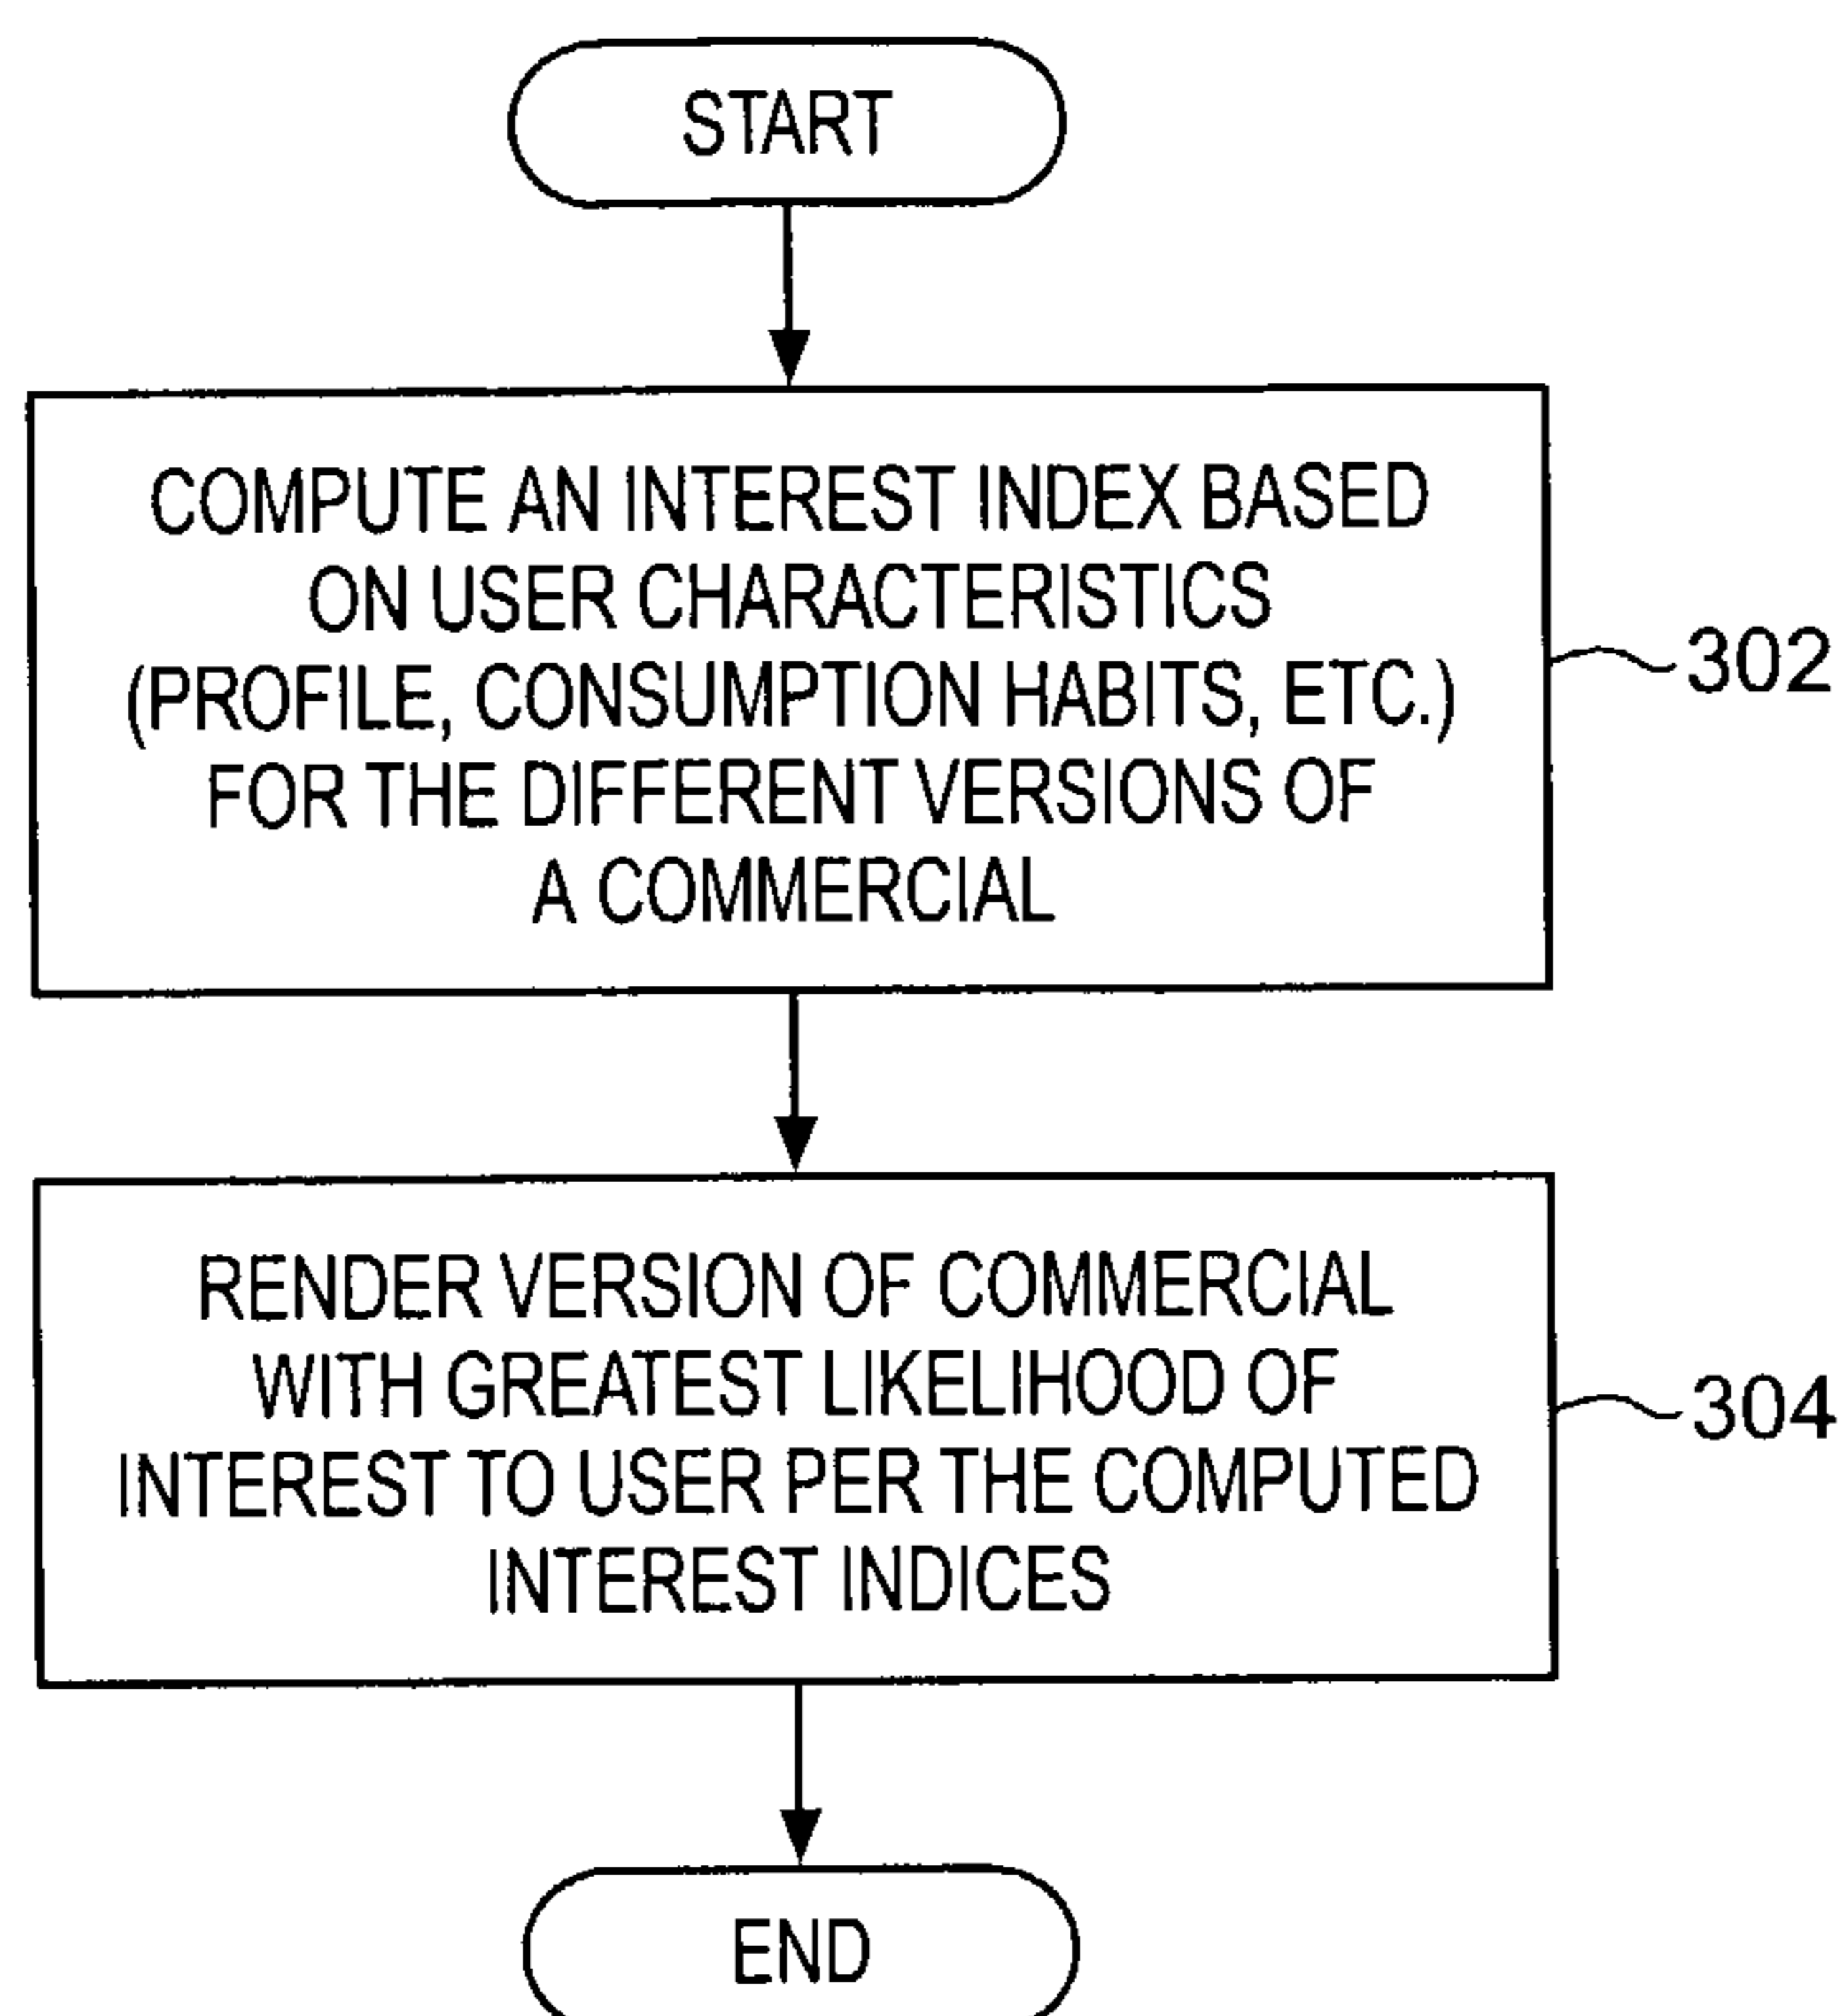 START
COMPUTE AN INTEREST INDEX BASED
ON USER CHARACTERISTICS
(PROFILE, CONSUMPTION HABITS, ETC.)
FOR THE DIFFERENT VERSIONS OF
A COMMERCIAL
302
RENDER VERSION OF COMMERCIAL
WITH GREATEST LIKELIHOOD OF
INTEREST TO USER PER THE COMPUTED
INTEREST INDICES
304
END